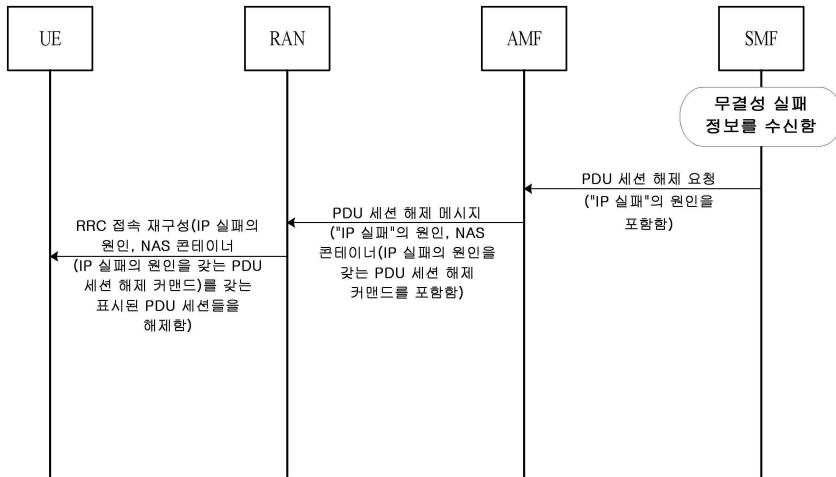 UE
RAN
AMF
SMF
무결성 실패
정보를 수신함
PDU 세션 해제 요청
("IP 실패"의 원인을
포함함)
PDU 세션 해제 메시지
("IP 실패"의 원인, NAS
콘테이너(IP 실패의 원인을
갖는 PDU 세션 해제
커맨드를 포함함)
RRC 접속 재구성(IP 실패의
원인, NAS 콘테이너
(IP 실패의 원인을 갖는 PDU
세션 해제 커맨드)를 갖는
표시된 PDU 세션들을
해제함)